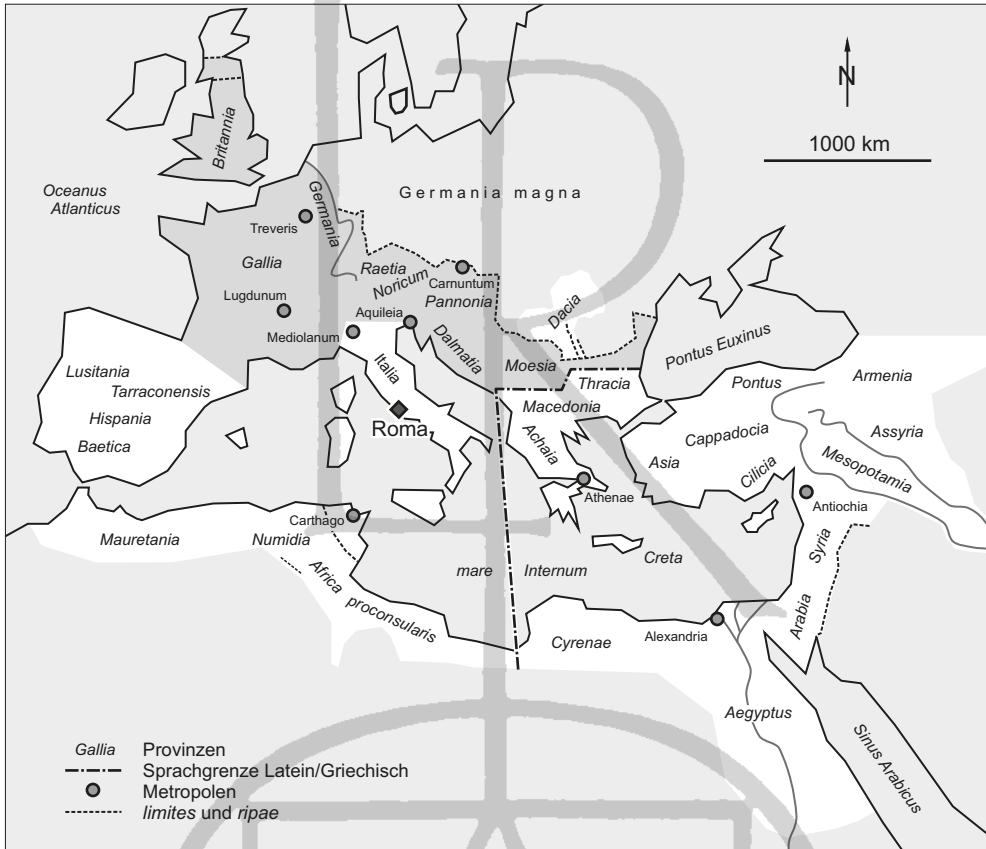 N
1000 km
Britannia
Oceanus
Atlanticus
Germania magna
Germania
Treveris
Gallia
Raetia
Noricum
Carnuntum
Pannonia
Lugdunum
Aquileia
Mediolanum
Dacia
Pontus Euxinus
Dalmatia
Moesia
Italia
Lusitania
Tarraconensis
Hispania
Baetica
Thracia
Macedonia
Pontus
Armenia
Roma
Achaia
Cappadocia
Assyria
Asia
Cilicia
Mesopotamia
Athenae
Antiochia
Carthago
Mauretania
Numidia
Africa proconsularis
mare Internum
Creta
Syria
Arabia
Alexandria
Cyrenae
Aegyptus
Sinus Arabicus
Gallia Provinzen
Sprachgrenze Latein/Griechisch
Metropolen
limites und ripae